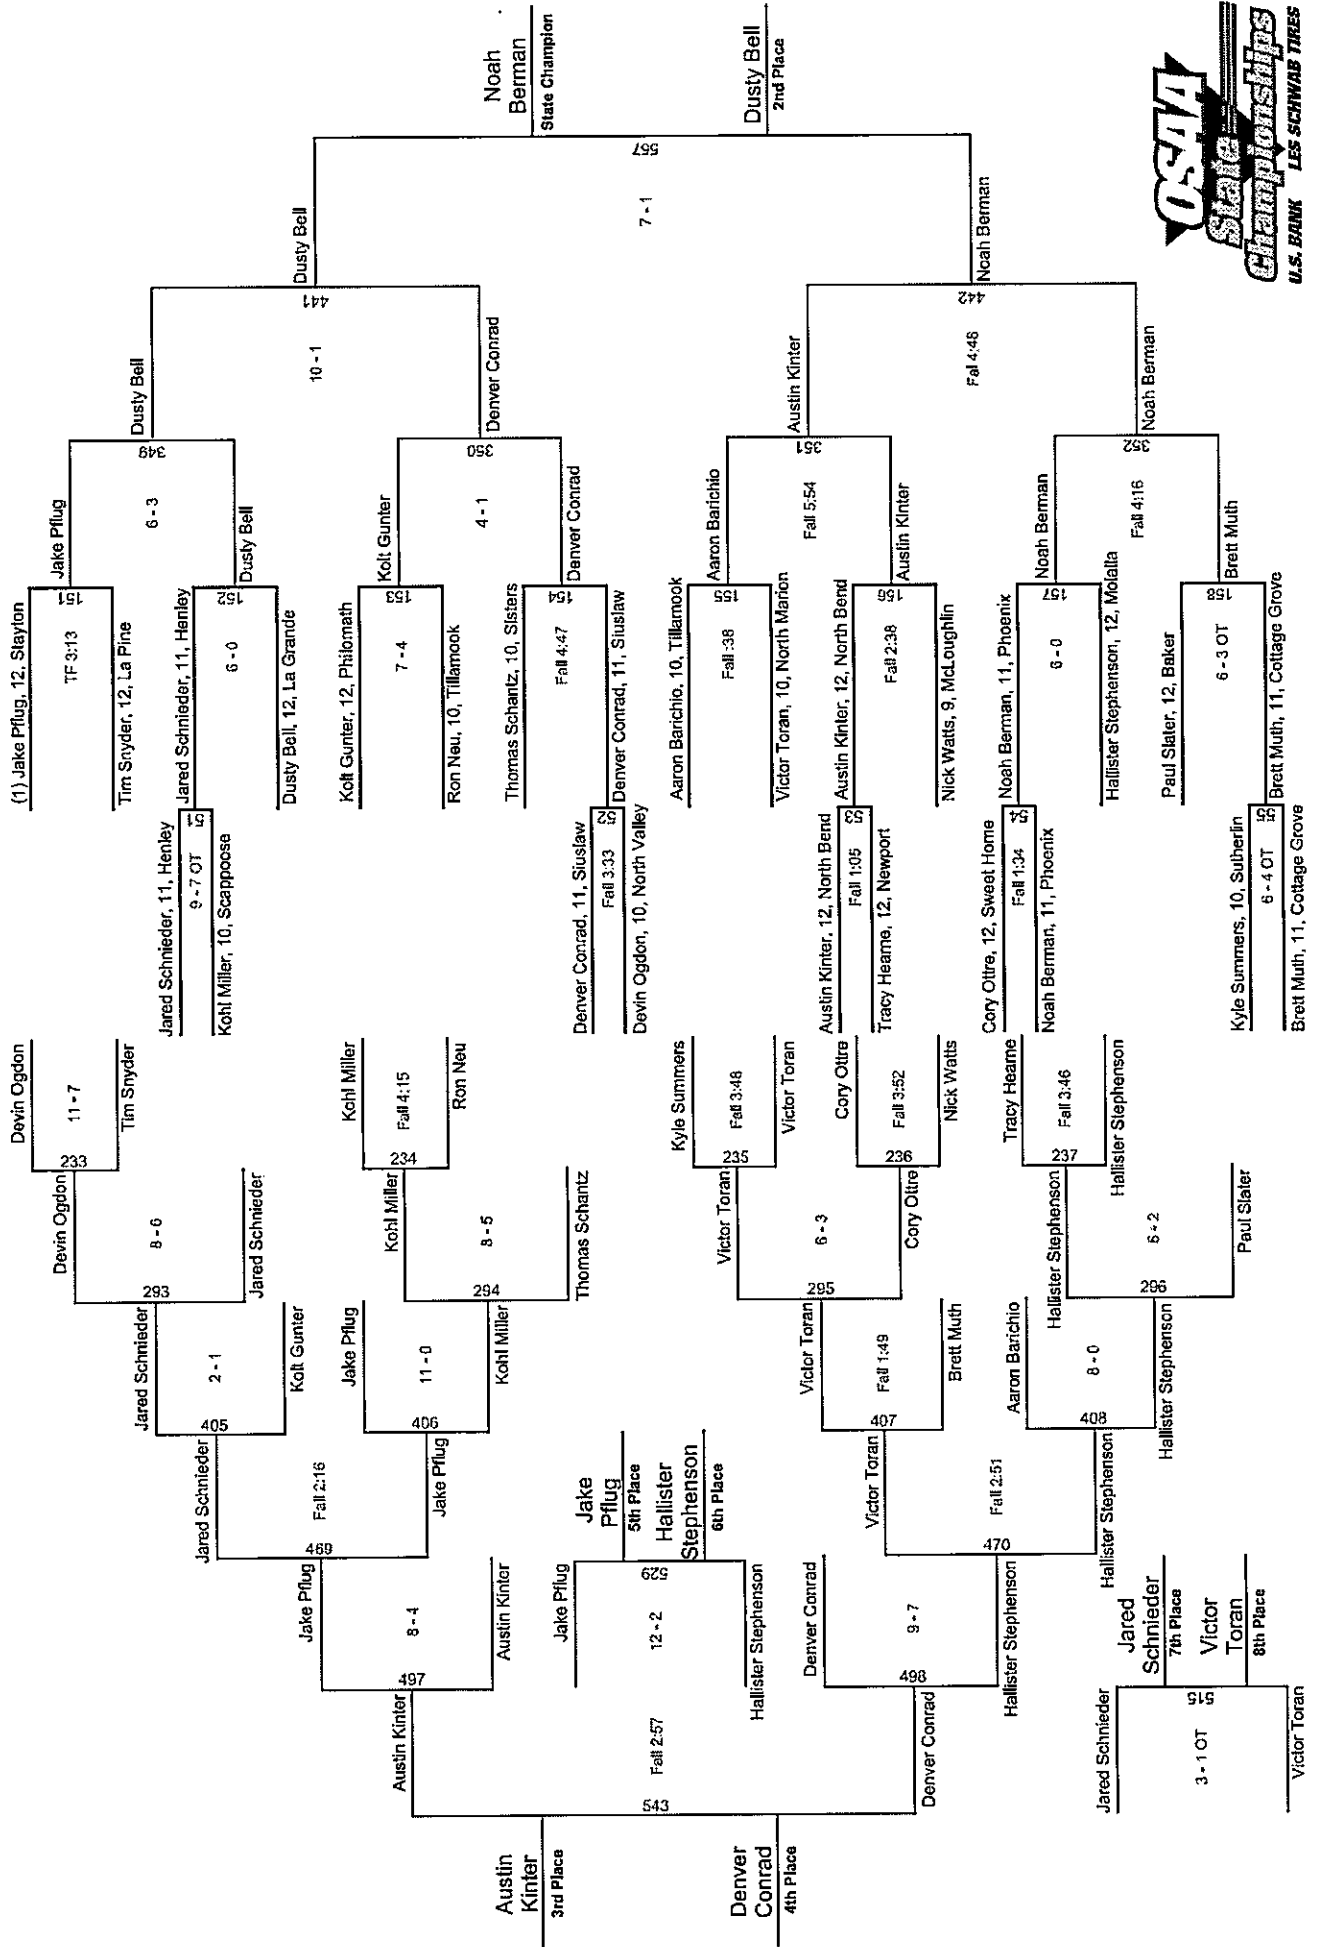 Devin Ogdon
11 - 7
Tim Snyder
233
Devin Ogdon
8 - 6
Jared Schnieder
293
Jared Schnieder
2 - 1
Kolt Gunter
405
Jared Schnieder
Kohl Miller
Fall 4:15
Ron Neu
234
Kohl Miller
8 - 5
Thomas Schantz
294
Jake Pflug
11 - 0
Kohl Miller
406
Jake Pflug
Fall 2:16
469
Jake Pflug
8 - 4
Austin Kinter
497
Austin Kinter
Kyle Summers
Fall 3:48
Victor Toran
235
Victor Toran
6 - 3
Cory Ottre
295
Cory Ottre
Fall 3:52
Nick Watts
236
Victor Toran
Fall 1:49
Brett Muth
407
Victor Toran
Tracy Hearne
Fall 3:46
Hallister Stephenson
237
Hallister Stephenson
6 - 2
Paul Slater
296
Aaron Barichio
8 - 0
Hallister Stephenson
408
Hallister Stephenson
Fall 2:51
470
Denver Conrad
9 - 7
Hallister Stephenson
498
Denver Conrad
Fall 2:57
543
Austin
Kinter
3rd Place
Denver
Conrad
4th Place
Jake Pflug
12 - 2
Hallister Stephenson
529
Jake
Pflug
5th Place
Hallister
Stephenson
6th Place
Jared Schnieder
3 - 1 OT
Victor Toran
515
Jared
Schnieder
7th Place
Victor
Toran
8th Place
Jared Schnieder, 11, Henley
9 - 7 OT
51
Kohl Miller, 10, Scappoose
Denver Conrad, 11, Siuslaw
Fall 3:33
52
Devin Ogdon, 10, North Valley
Austin Kinter, 12, North Bend
Fall 1:05
53
Tracy Hearne, 12, Newport
Cory Ottre, 12, Sweet Home
Fall 1:34
54
Noah Berman, 11, Phoenix
Kyle Summers, 10, Sutherlin
6 - 4 OT
55
Brett Muth, 11, Cottage Grove
(1) Jake Pflug, 12, Stayton
TF 3:13
151
Tim Snyder, 12, La Pine
Jared Schnieder, 11, Henley
6 - 0
152
Dusty Bell, 12, La Grande
Kolt Gunter, 12, Philomath
7 - 4
153
Ron Neu, 10, Tillamook
Thomas Schantz, 10, Sisters
Fall 4:47
154
Denver Conrad, 11, Siuslaw
Aaron Barichio, 10, Tillamook
Fall :38
155
Victor Toran, 10, North Marion
Austin Kinter, 12, North Bend
Fall 2:38
156
Nick Watts, 9, McLoughlin
Noah Berman, 11, Phoenix
6 - 0
157
Hallister Stephenson, 12, Molalla
Paul Slater, 12, Baker
6 - 3 OT
158
Brett Muth, 11, Cottage Grove
Jake Pflug
6 - 3
349
Dusty Bell
Kolt Gunter
4 - 1
350
Denver Conrad
Aaron Barichio
Fall 5:54
351
Austin Kinter
Noah Berman
Fall 4:16
352
Brett Muth
Dusty Bell
10 - 1
441
Denver Conrad
Austin Kinter
Fall 4:48
442
Noah Berman
Dusty Bell
7 - 1
557
Noah Berman
Noah
Berman
State Champion
Dusty Bell
2nd Place
OSAA
State
Championships
U.S. BANK LES SCHWAB TIRES